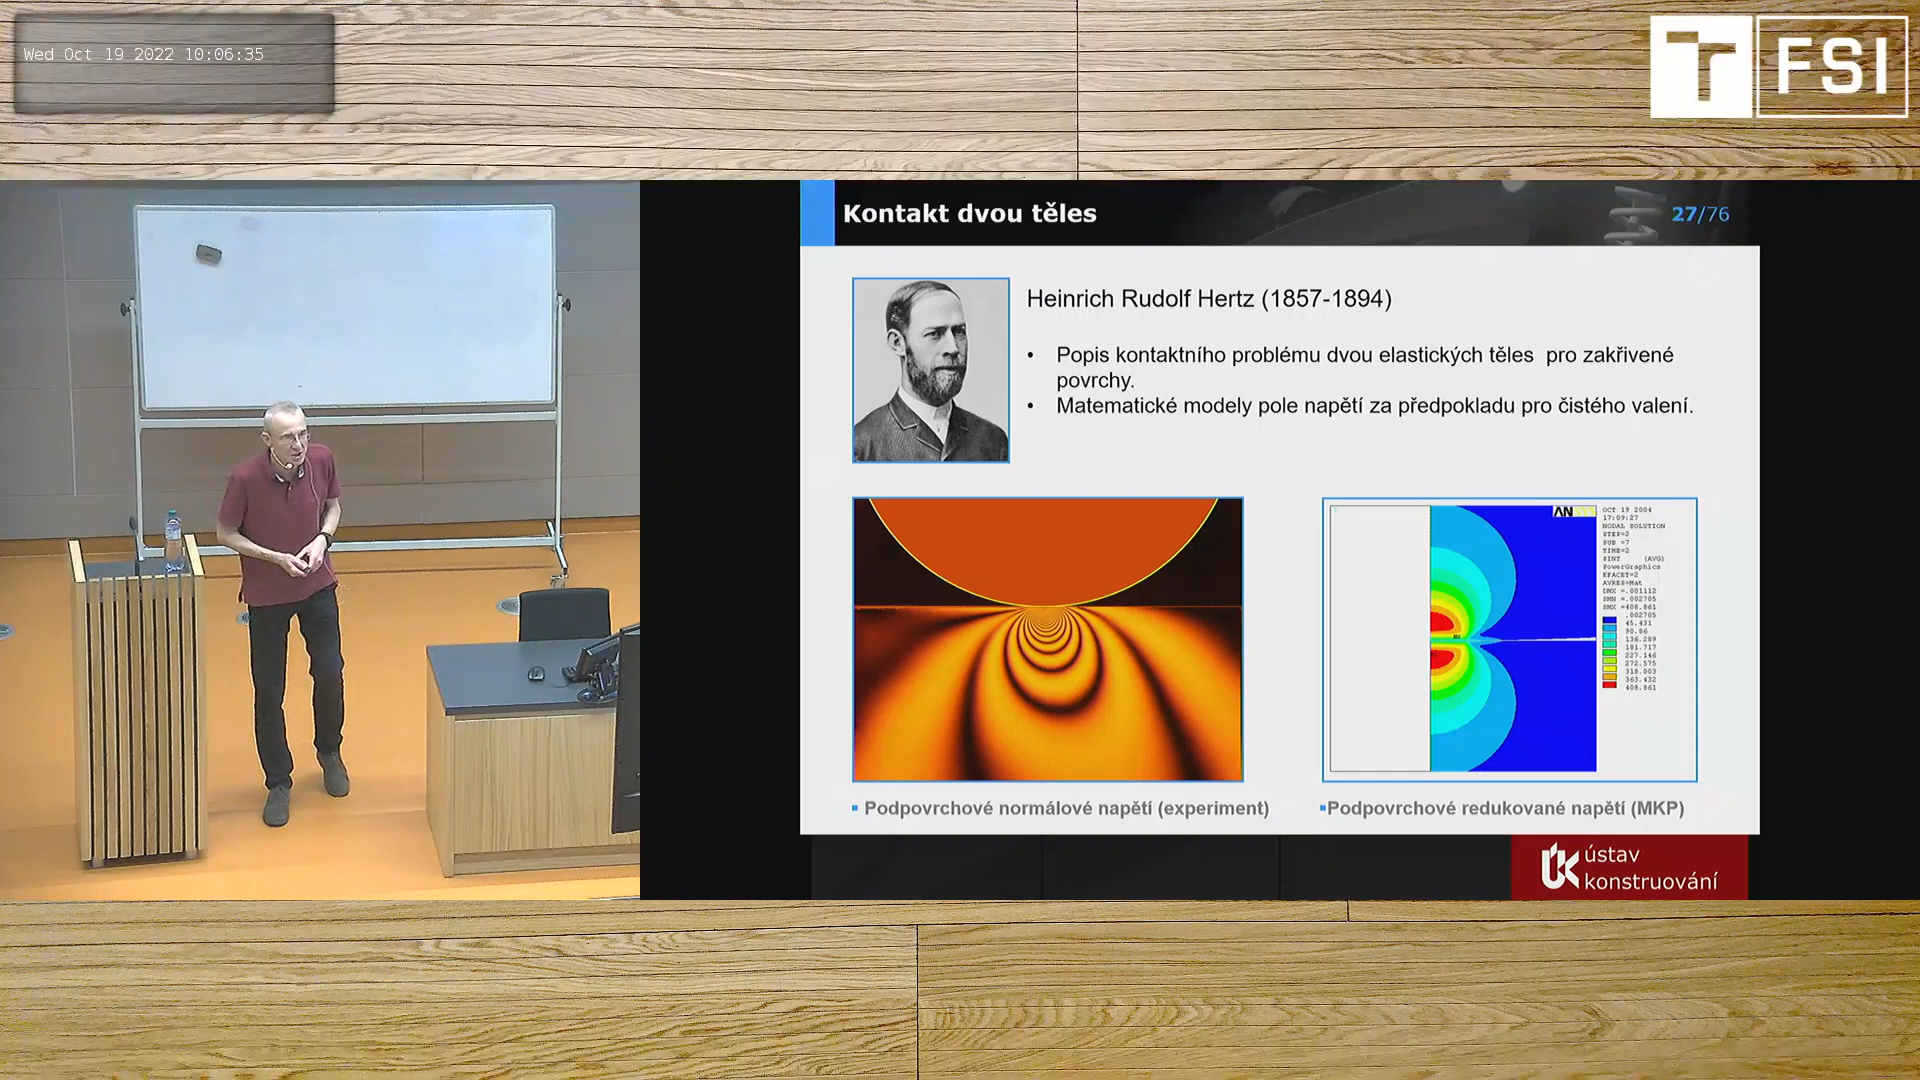 Wed Oct 19 2022 10:06:35
T FSI
Kontakt dvou těles
27/76
Heinrich Rudolf Hertz (1857-1894)
• Popis kontaktního problému dvou elastických těles pro zakřivené
povrchy.
• Matematické modely pole napětí za předpokladu pro čistého valení.
AN
OCT 19 2004
17:09:27
NODAL SOLUTION
STEP=2
SUB =7
TIME=2
SINT (AVG)
PowerGraphics
EFACET=2
AVRES=Mat
DMX =.001112
SMN =.002705
SMX =408.861
.002705
45.431
90.86
136.289
181.717
227.146
272.575
318.003
363.432
408.861
▪ Podpovrchové normálové napětí (experiment)
▪Podpovrchové redukované napětí (MKP)
ÚK ústav
konstruování